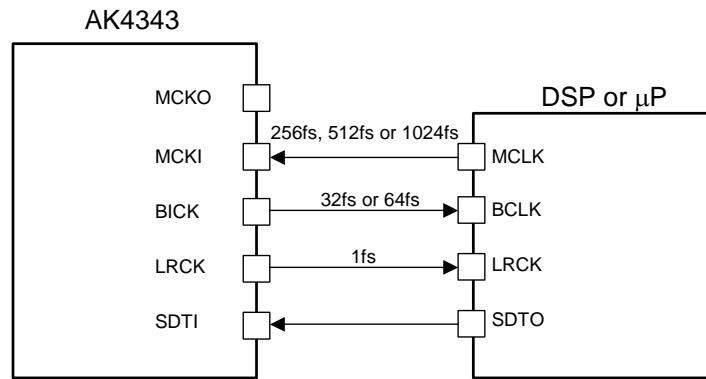 AK4343
DSP or μP
MCKO
256fs, 512fs or 1024fs
MCKI
MCLK
BICK
32fs or 64fs
BCLK
LRCK
1fs
LRCK
SDTI
SDTO